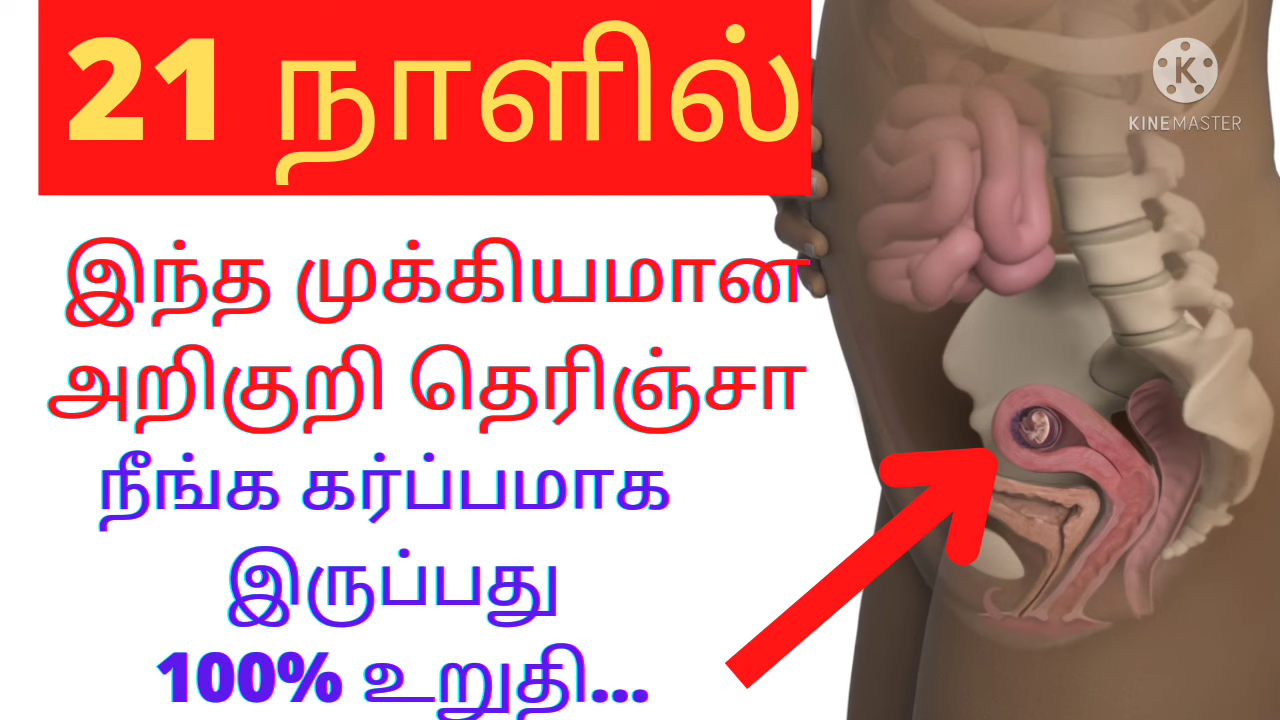 21 நாளில்
இந்த முக்கியமான
அறிகுறி தெரிஞ்சா
நீங்க கர்ப்பமாக
இருப்பது
100% உறுதி...
K
KINEMASTER